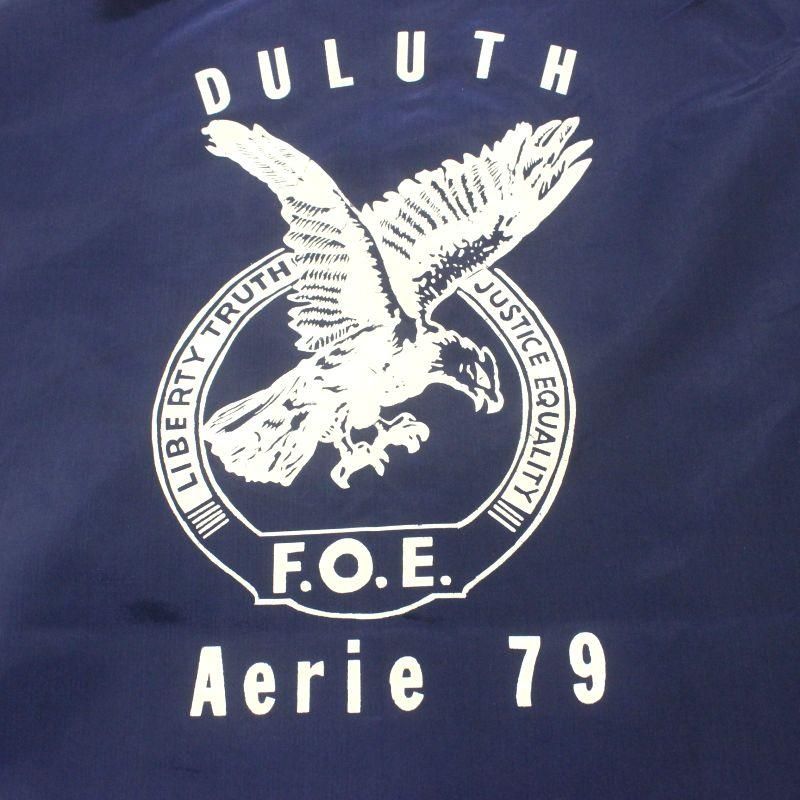 DULUTH
LIBERTY TRUTH
JUSTICE EQUALITY
F.O.E.
Aerie 79